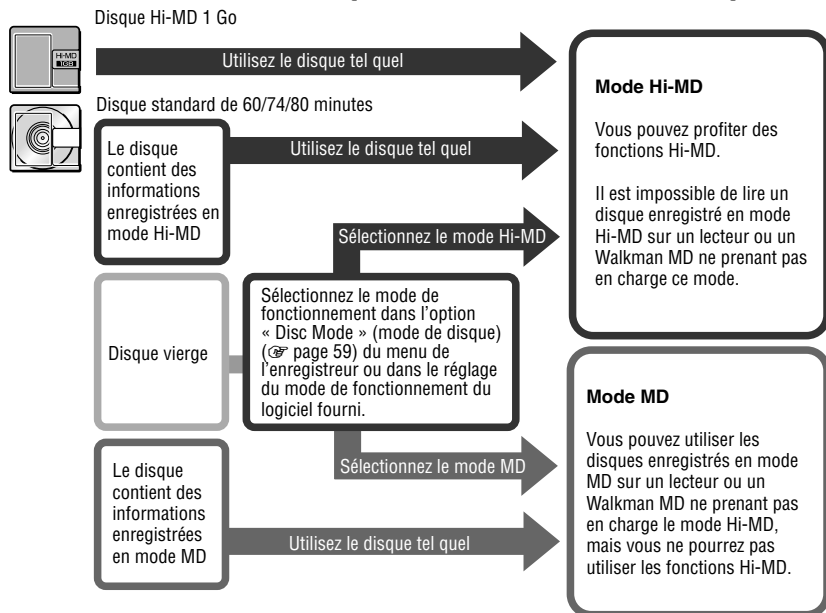 Disque Hi-MD 1 Go
HI-MD
1GB
Utilisez le disque tel quel
Mode Hi-MD
Vous pouvez profiter des
fonctions Hi-MD.
Il est impossible de lire un
disque enregistré en mode
Hi-MD sur un lecteur ou un
Walkman MD ne prenant pas
en charge ce mode.
Disque standard de 60/74/80 minutes
Le disque
contient des
informations
enregistrées en
mode Hi-MD
Utilisez le disque tel quel
Sélectionnez le mode Hi-MD
Disque vierge
Sélectionnez le mode de
fonctionnement dans l’option
« Disc Mode » (mode de disque)
(☞ page 59) du menu de
l’enregistreur ou dans le réglage
du mode de fonctionnement du
logiciel fourni.
Sélectionnez le mode MD
Mode MD
Vous pouvez utiliser les
disques enregistrés en mode
MD sur un lecteur ou un
Walkman MD ne prenant pas
en charge le mode Hi-MD,
mais vous ne pourrez pas
utiliser les fonctions Hi-MD.
Le disque
contient des
informations
enregistrées
en mode MD
Utilisez le disque tel quel